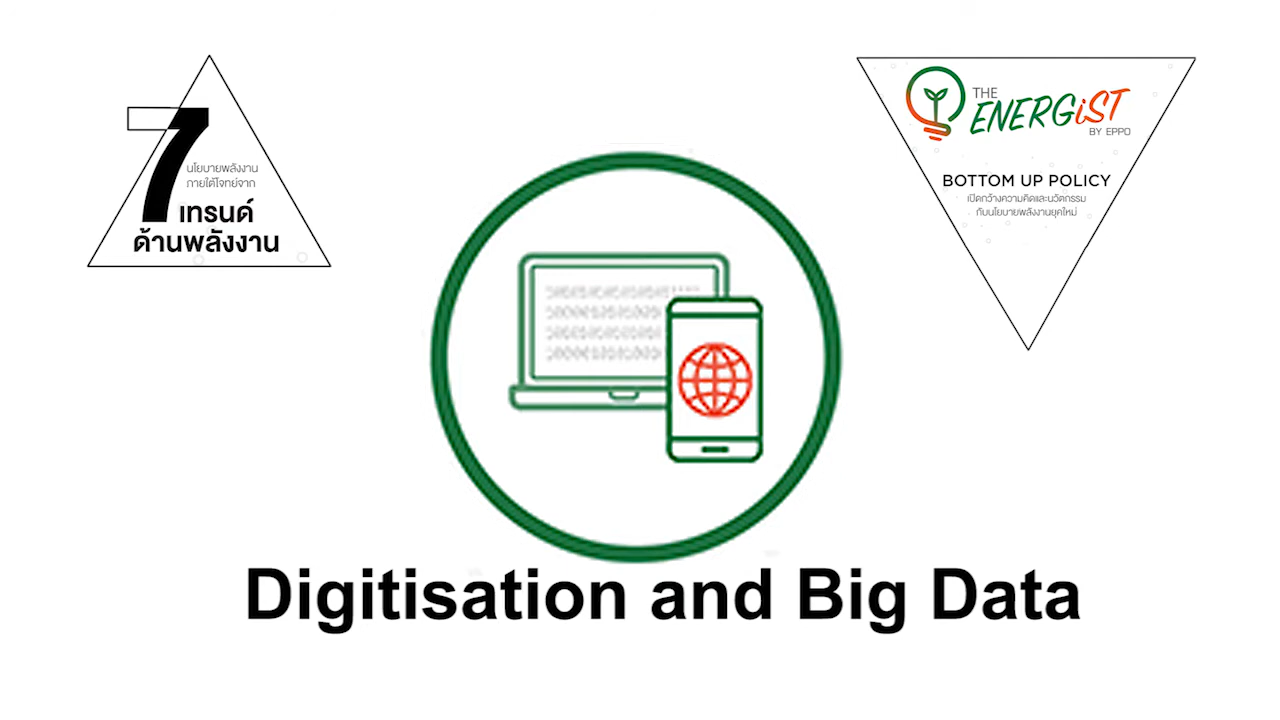 7
นโยบายพลังงาน
ภายใต้โจทย์จาก
เทรนด์
ด้านพลังงาน
THE
ENERGiST
BY EPPO
BOTTOM UP POLICY
เปิดกว้างความคิดและนวัตกรรม
กับนโยบายพลังงานยุคใหม่
Digitisation and Big Data